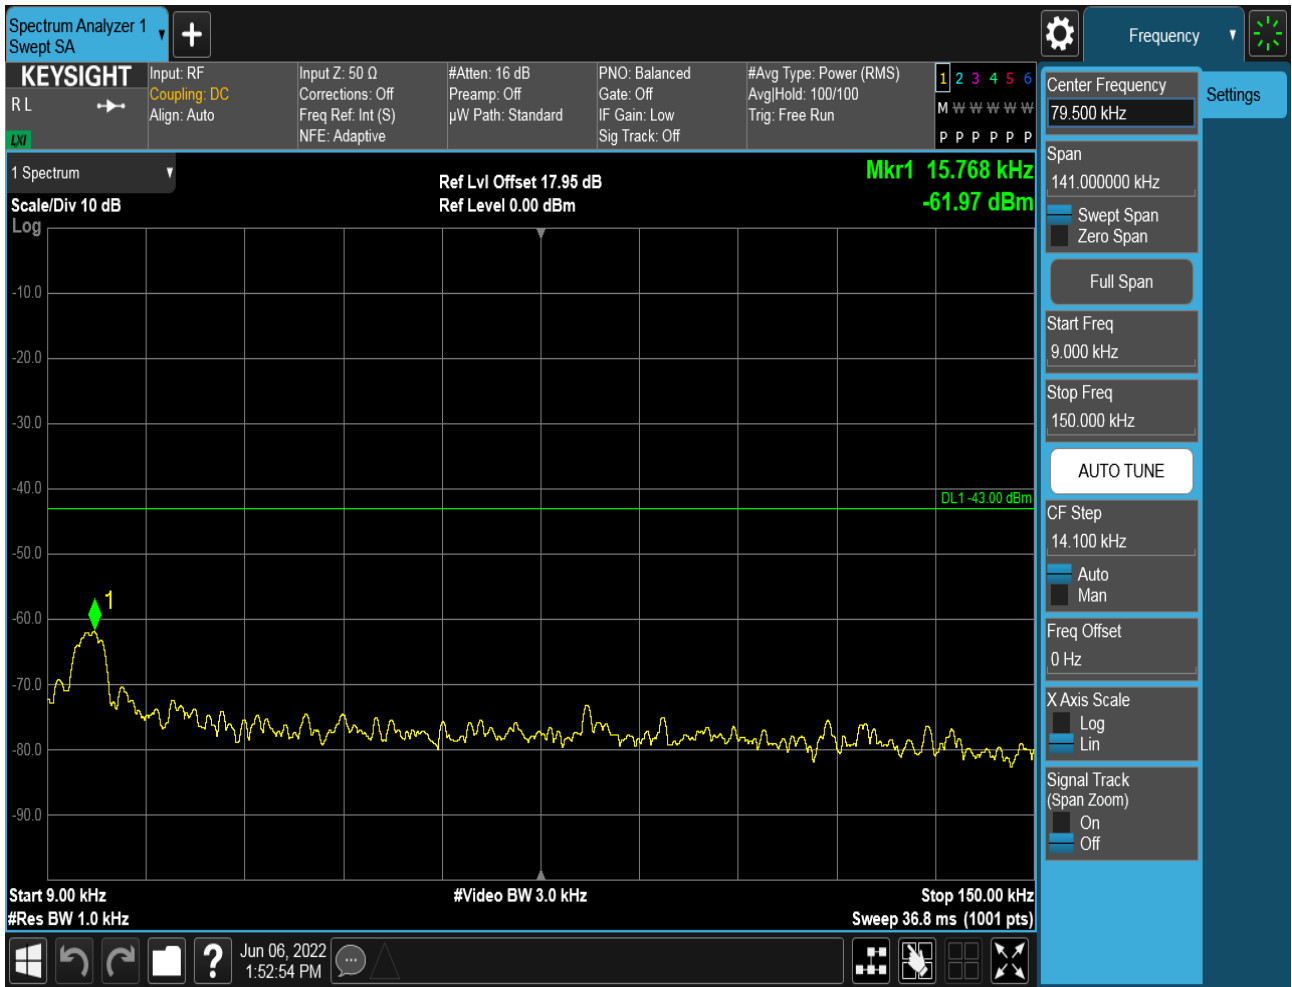 Spectrum Analyzer 1
Swept SA
Frequency
KEYSIGHT
R L
LXI
Input: RF
Coupling: DC
Align: Auto
Input Z: 50 Ω
Corrections: Off
Freq Ref: Int (S)
NFE: Adaptive
#Atten: 16 dB
Preamp: Off
µW Path: Standard
PNO: Balanced
Gate: Off
IF Gain: Low
Sig Track: Off
#Avg Type: Power (RMS)
Avg|Hold: 100/100
Trig: Free Run
1 2 3 4 5 6
M W W W W W
P P P P P P
1 Spectrum
Scale/Div 10 dB
Log
Ref Lvl Offset 17.95 dB
Ref Level 0.00 dBm
Mkr1 15.768 kHz
-61.97 dBm
-10.0
-20.0
-30.0
-40.0
DL1 -43.00 dBm
-50.0
1
-60.0
-70.0
-80.0
-90.0
Start 9.00 kHz
#Res BW 1.0 kHz
#Video BW 3.0 kHz
Stop 150.00 kHz
Sweep 36.8 ms (1001 pts)
Center Frequency
79.500 kHz
Settings
Span
141.000000 kHz
Swept Span
Zero Span
Full Span
Start Freq
9.000 kHz
Stop Freq
150.000 kHz
AUTO TUNE
CF Step
14.100 kHz
Auto
Man
Freq Offset
0 Hz
X Axis Scale
Log
Lin
Signal Track
(Span Zoom)
On
Off
?
Jun 06, 2022
1:52:54 PM